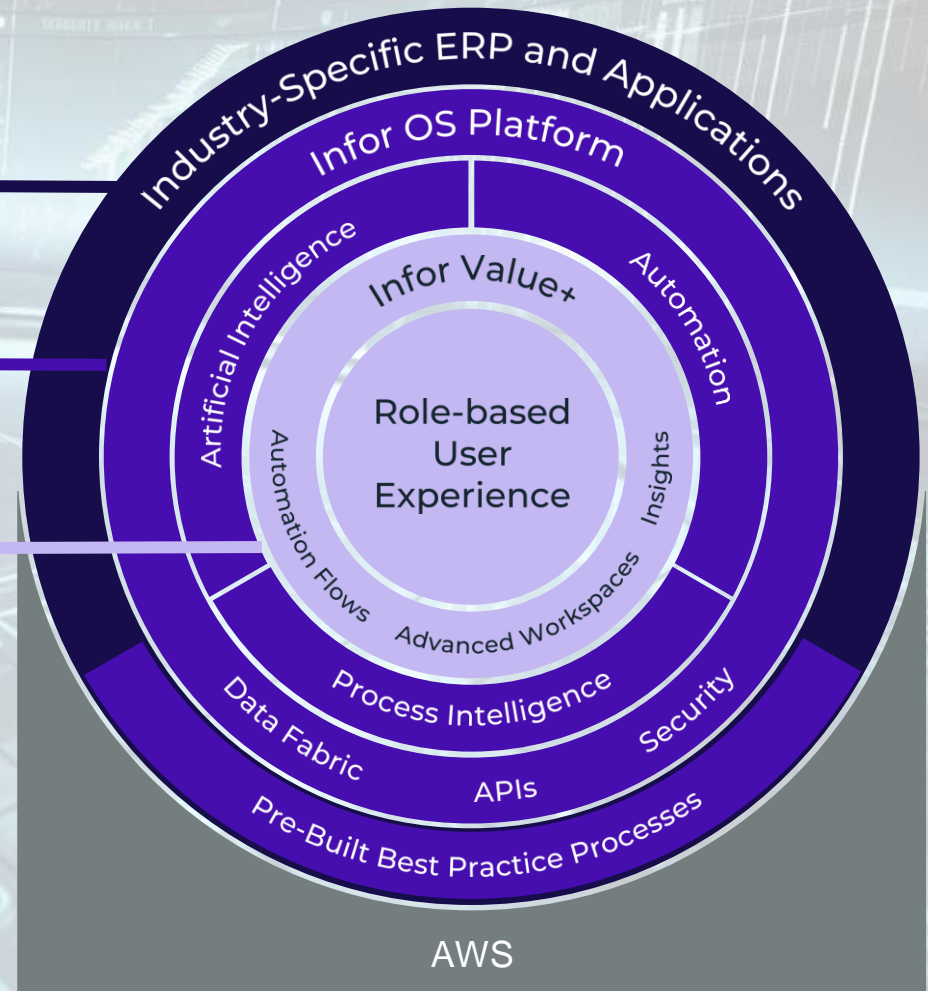 Industry-Specific ERP and Applications
Infor OS Platform
Artificial Intelligence
Automation
Infor Value+
Role-based
User
Experience
Automation Flows
Advanced Workspaces
Insights
Process Intelligence
Data Fabric
APIs
Security
Pre-Built Best Practice Processes
AWS